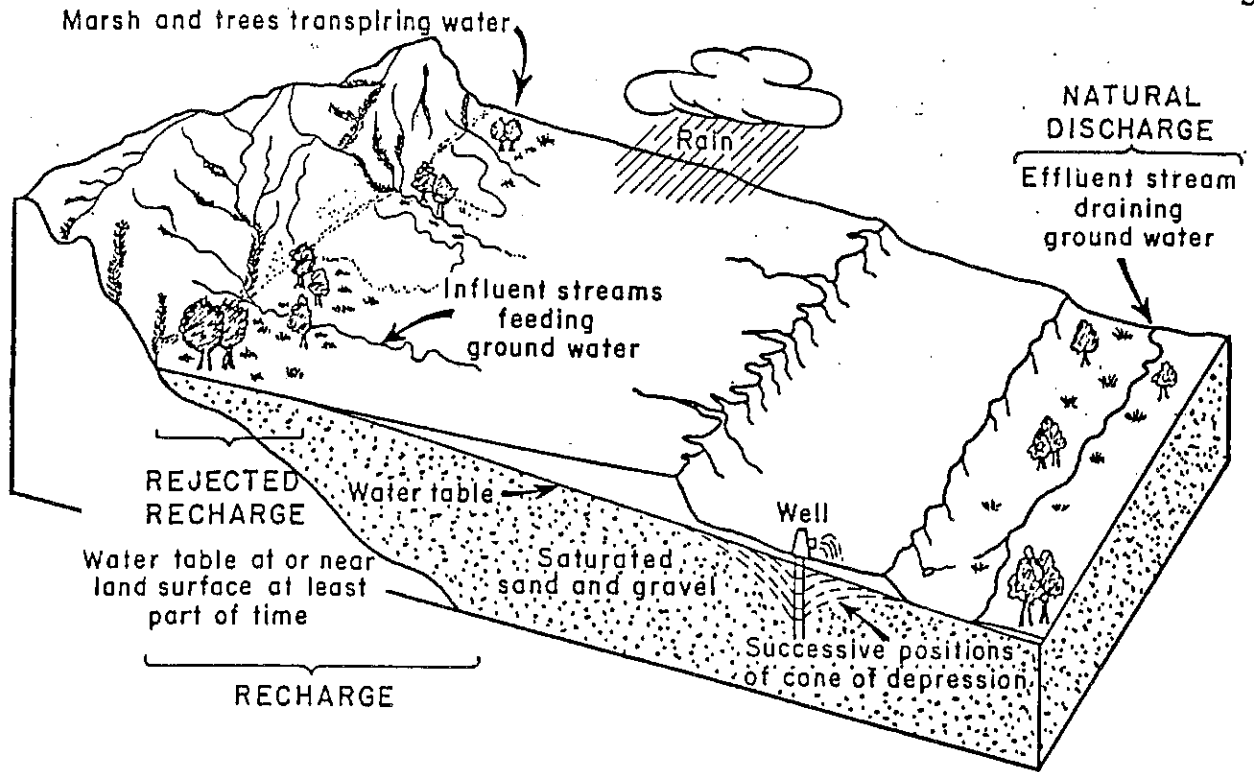 Marsh and trees transpiring water
Rain
NATURAL
DISCHARGE
Effluent stream
draining
ground water
Influent streams
feeding
ground water
REJECTED
RECHARGE
Water table
Well
Water table at or near
land surface at least
part of time
Saturated
sand and gravel
Successive positions
of cone of depression
RECHARGE